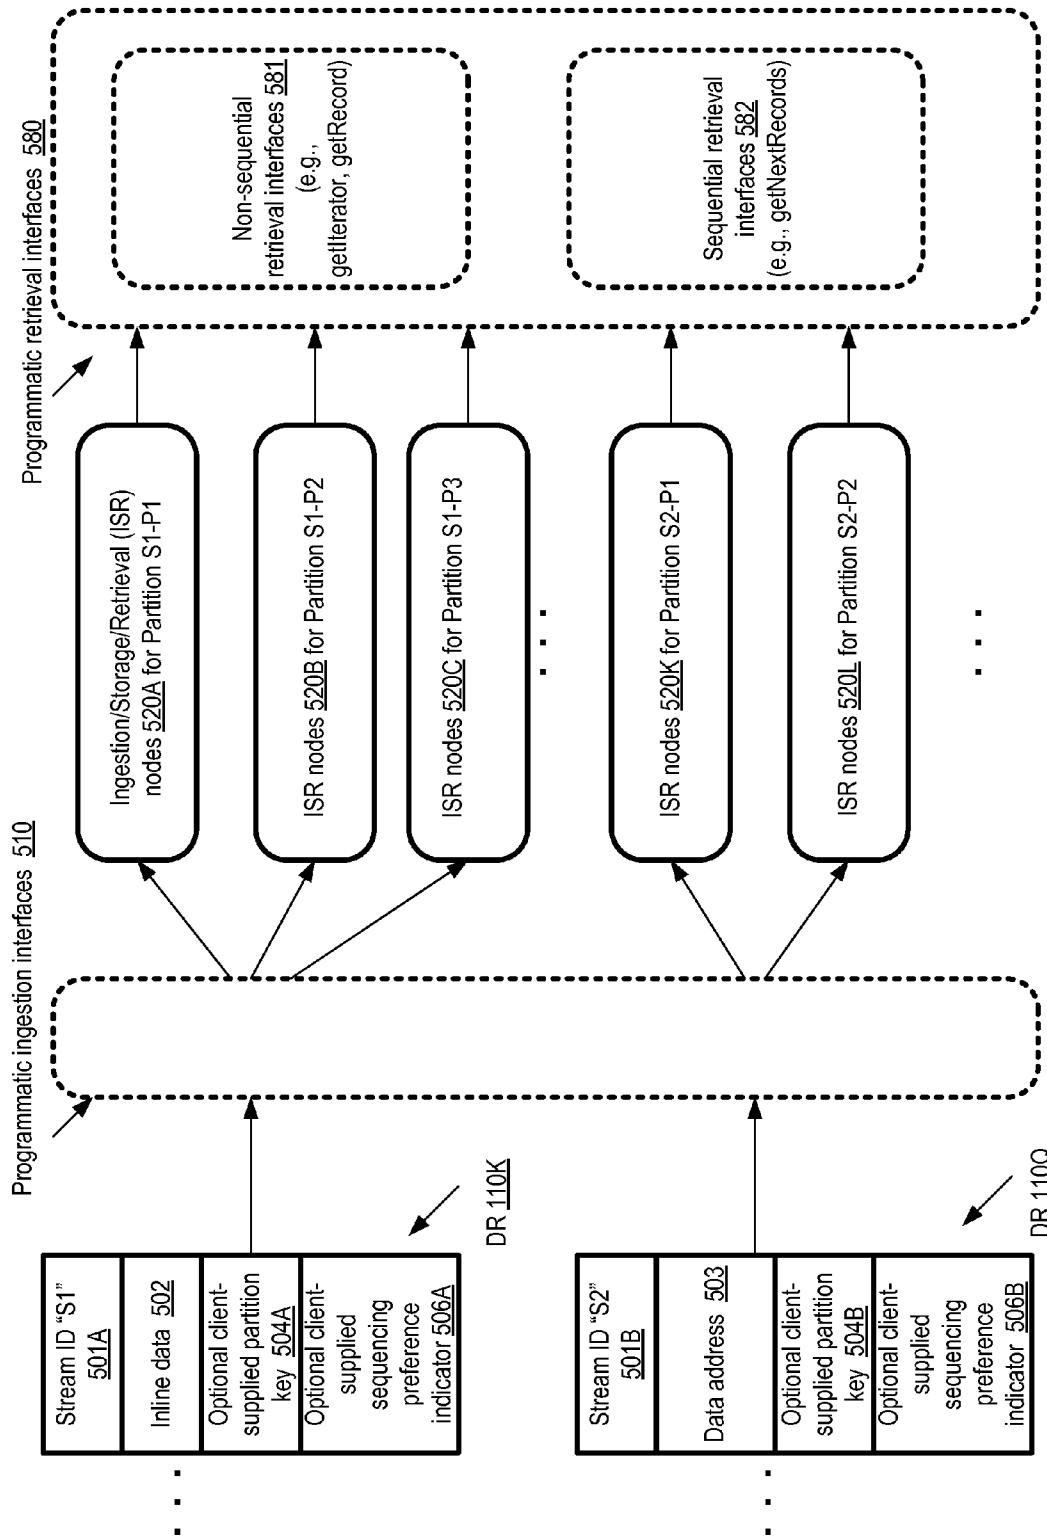 Stream ID “S1”
501A
Inline data 502
Optional client-
supplied partition
key 504A
Optional client-
supplied
sequencing
preference
indicator 506A
DR 110K
Stream ID “S2”
501B
Data address 503
Optional client-
supplied partition
key 504B
Optional client-
supplied
sequencing
preference
indicator 506B
DR 110Q
Programmatic ingestion interfaces 510
Ingestion/Storage/Retrieval (ISR)
nodes 520A for Partition S1-P1
ISR nodes 520B for Partition S1-P2
ISR nodes 520C for Partition S1-P3
ISR nodes 520K for Partition S2-P1
ISR nodes 520L for Partition S2-P2
Programmatic retrieval interfaces 580
Non-sequential
retrieval interfaces 581
(e.g.,
getIterator, getRecord)
Sequential retrieval
interfaces 582
(e.g., getNextRecords)